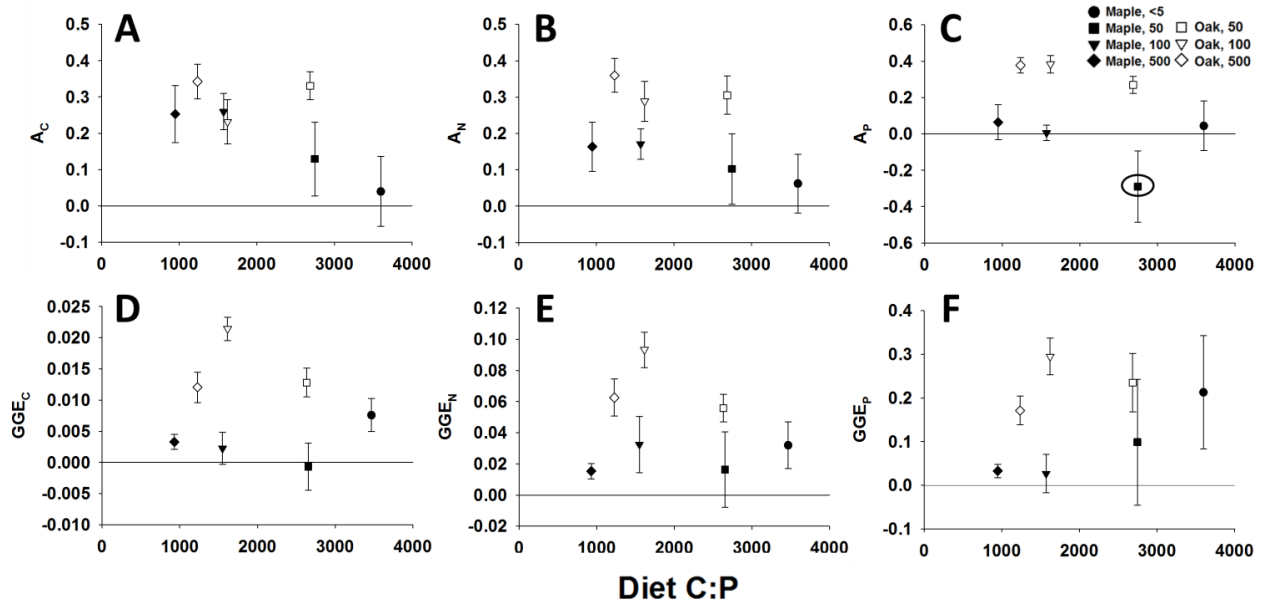 A
0.5
0.4
0.3
0.2
0.1
0.0
-0.1
A_C
0 1000 2000 3000 4000
B
0.5
0.4
0.3
0.2
0.1
0.0
-0.1
A_N
0 1000 2000 3000 4000
C
0.6
0.4
0.2
0.0
-0.2
-0.4
-0.6
A_P
0 1000 2000 3000 4000
Maple, <5
Maple, 50 Oak, 50
Maple, 100 Oak, 100
Maple, 500 Oak, 500
D
0.025
0.020
0.015
0.010
0.005
0.000
-0.005
-0.010
GGE_C
0 1000 2000 3000 4000
E
0.12
0.10
0.08
0.06
0.04
0.02
0.00
-0.02
GGE_N
0 1000 2000 3000 4000
F
0.4
0.3
0.2
0.1
0.0
-0.1
GGE_P
0 1000 2000 3000 4000
Diet C:P